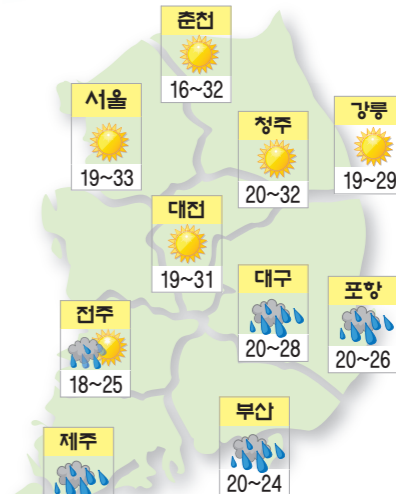 춘천
16~32
서울
19~33
청주
20~32
강릉
19~29
대전
19~31
대구
20~28
포항
20~26
전주
18~25
부산
20~24
제주